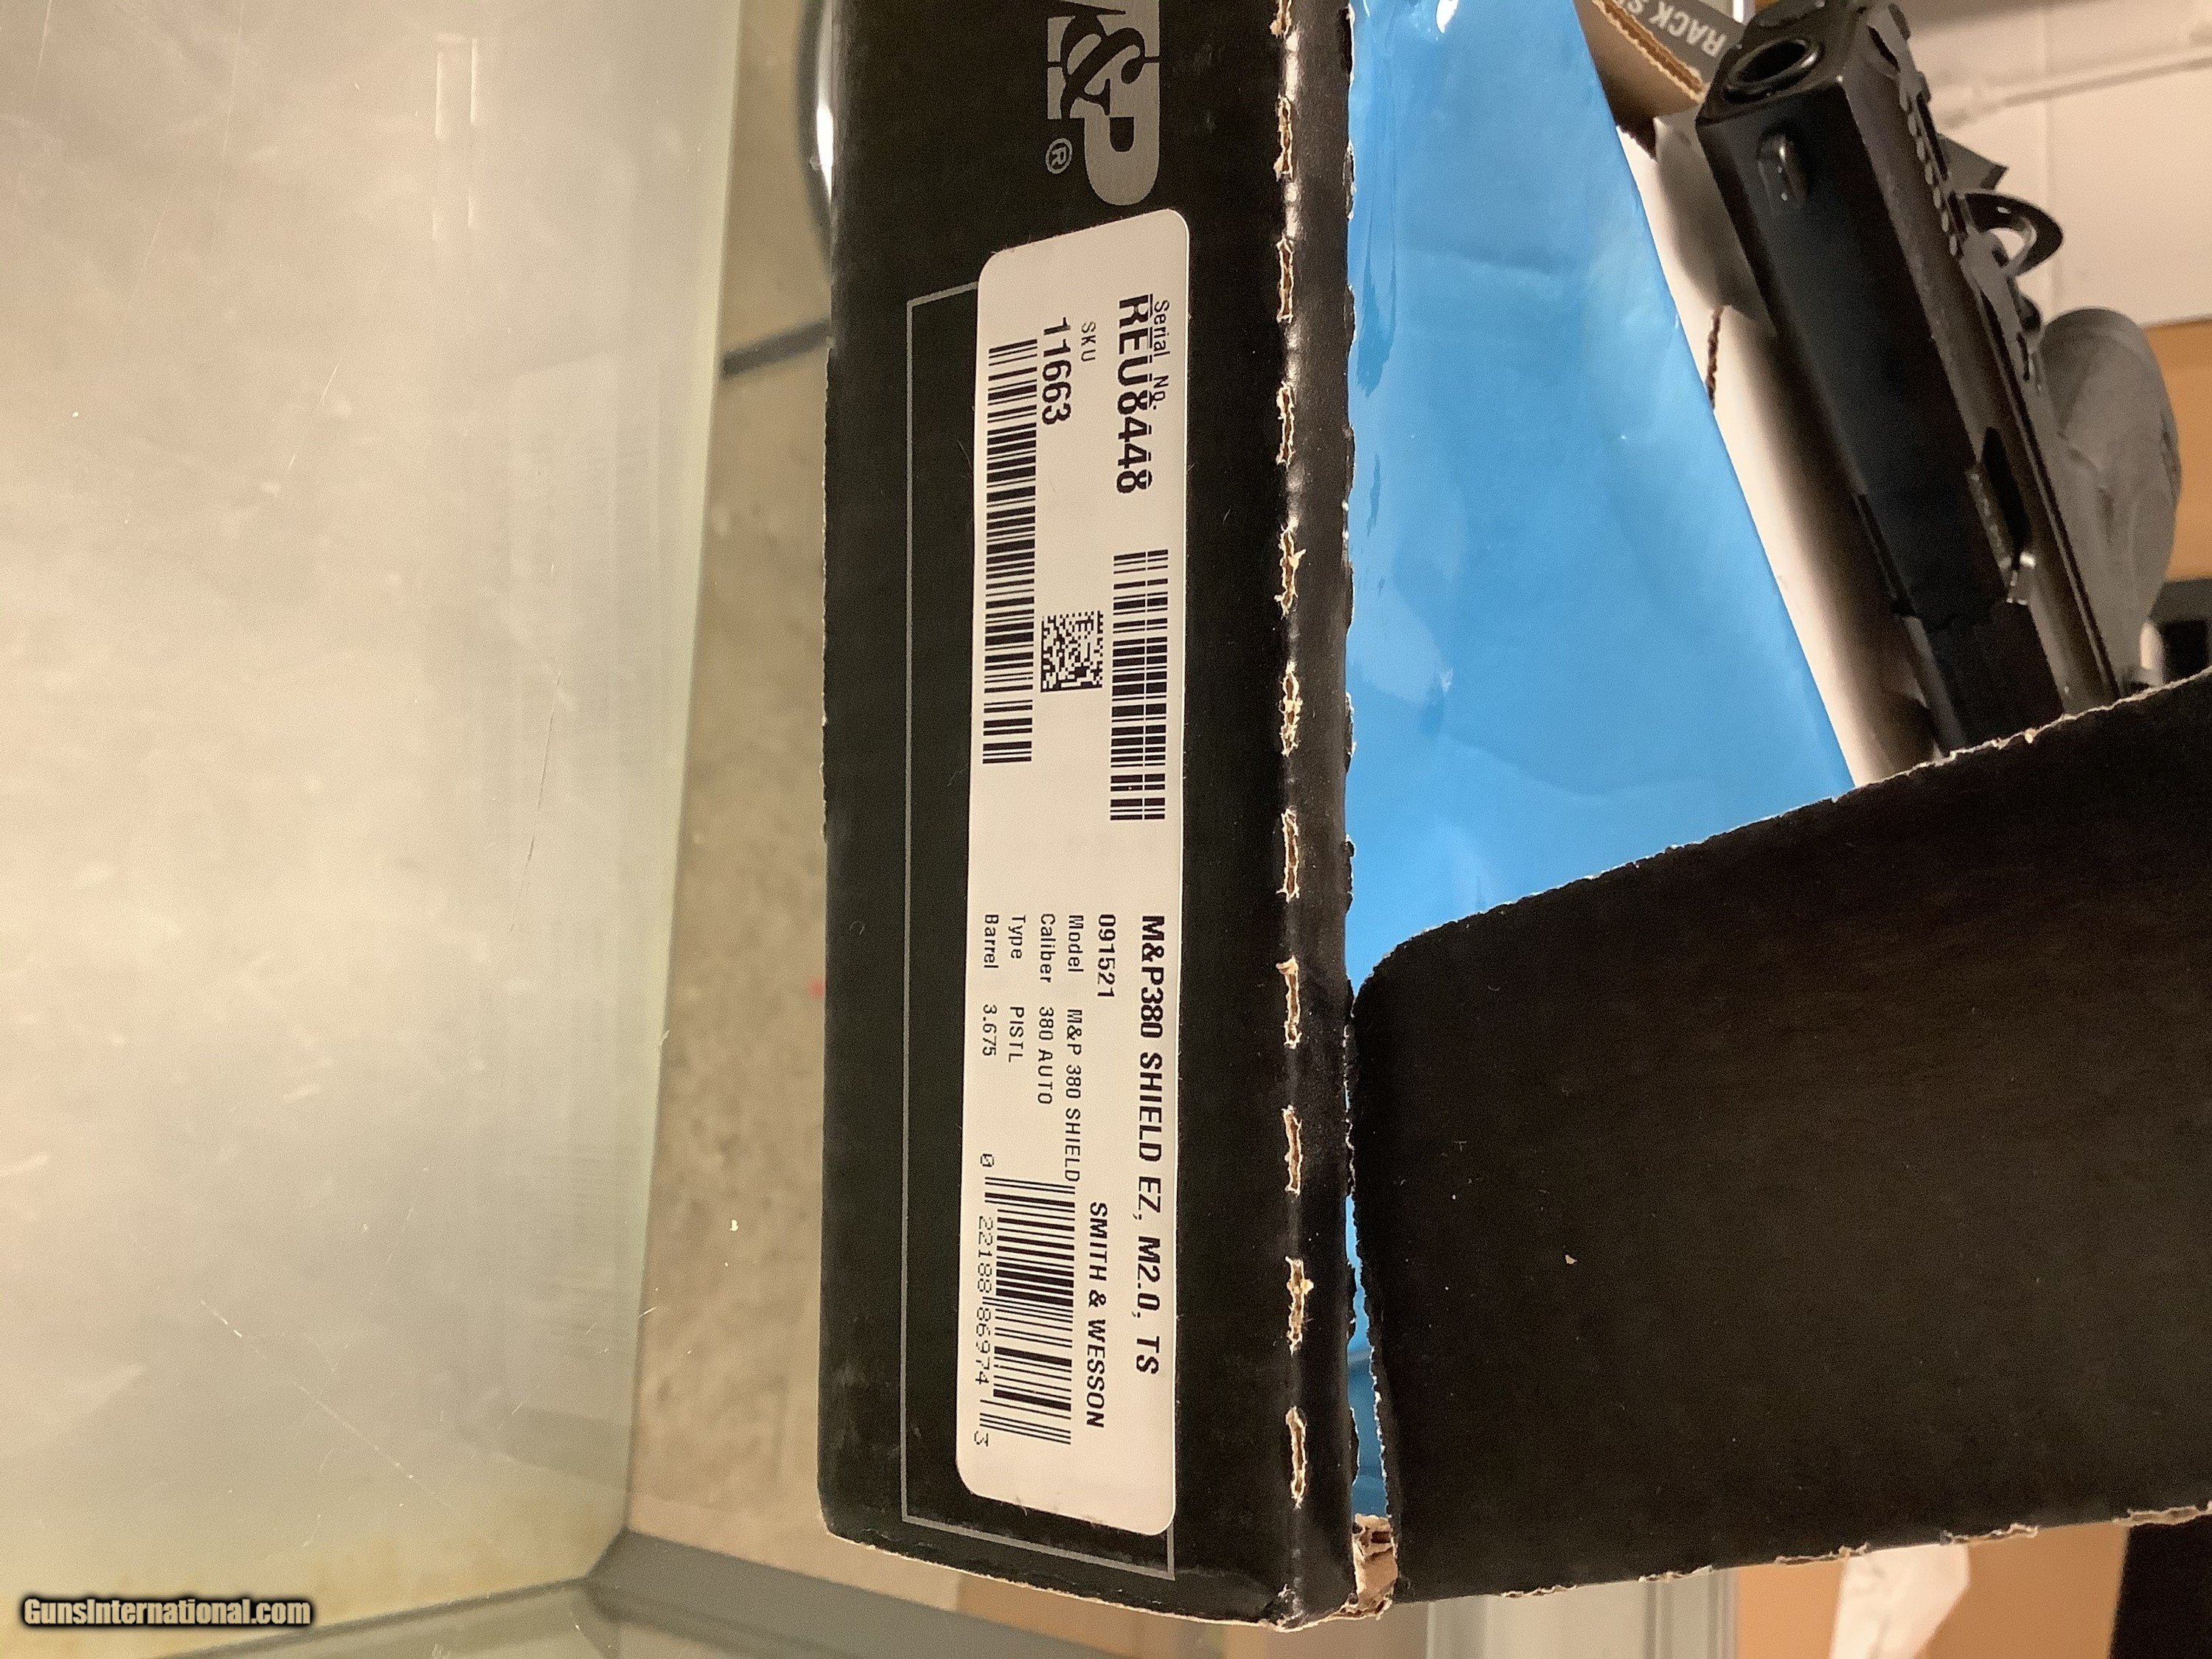 M&P®
Serial No.
REU8448
SKU
11663
M&P380 SHIELD EZ, M2.0, TS
091521
SMITH & WESSON
Model M&P 380 SHIELD
Caliber 380 AUTO
Type PISTL
Barrel 3.675
0 22188 86974 3
RACK
GunsInternational.com